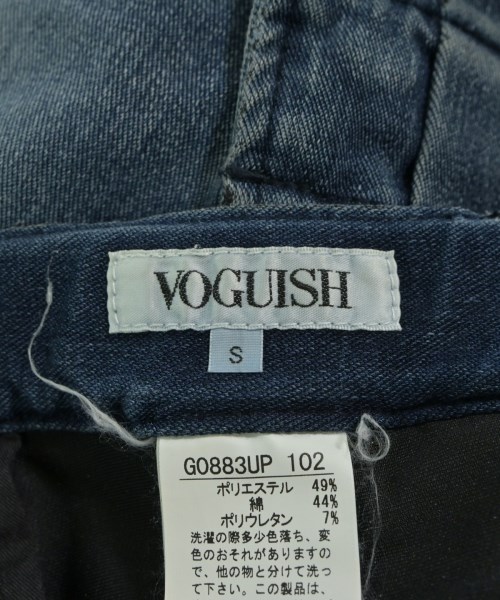 VOGUISH
S
G0883UP 102
ポリエステル 49%
綿 44%
ポリウレタン 7%
洗濯の際多少色落ち、変
色のおそれがありますの
で、他の物と分けて洗っ
て下さい。この製品は、